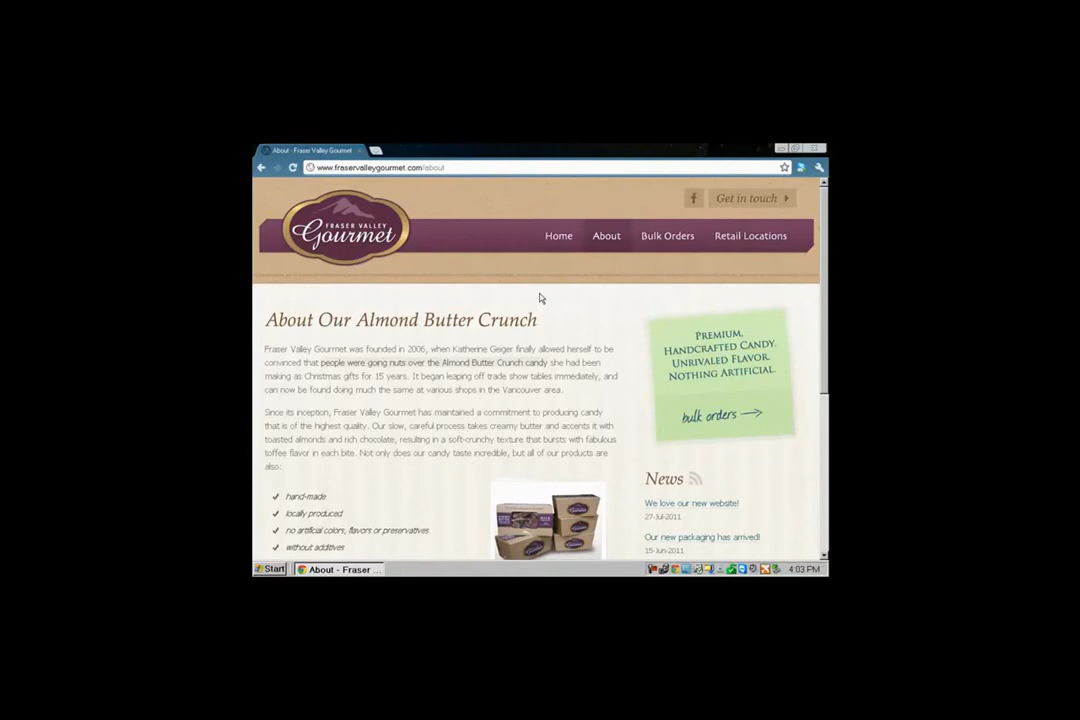 About - Fraser Valley Gourmet
www.fraservalleygourmet.com/about
f Get in touch
FRASER VALLEY
Gourmet
Home About Bulk Orders Retail Locations
About Our Almond Butter Crunch
Fraser Valley Gourmet was founded in 2006, when Katherine Geiger finally allowed herself to be
convinced that people were going nuts over the Almond Butter Crunch candy she had been
making as Christmas gifts for 15 years. It began leaping off trade show tables immediately, and
can now be found doing much the same at various shops in the Vancouver area.
Since its inception, Fraser Valley Gourmet has maintained a commitment to producing candy
that is of the highest quality. Our slow, careful process takes creamy butter and accents it with
toasted almonds and rich chocolate, resulting in a soft-crunchy texture that bursts with fabulous
toffee flavor in each bite. Not only does our candy taste incredible, but all of our products are
also:
hand-made
locally produced
no artificial colors, flavors or preservatives
without additives
Gourmet
PREMIUM,
HANDCRAFTED CANDY.
UNRIVALED FLAVOR.
NOTHING ARTIFICIAL.
bulk orders
News
We love our new website!
27-Jul-2011
Our new packaging has arrived!
15-Jun-2011
Start About - Fraser ... 4:03 PM